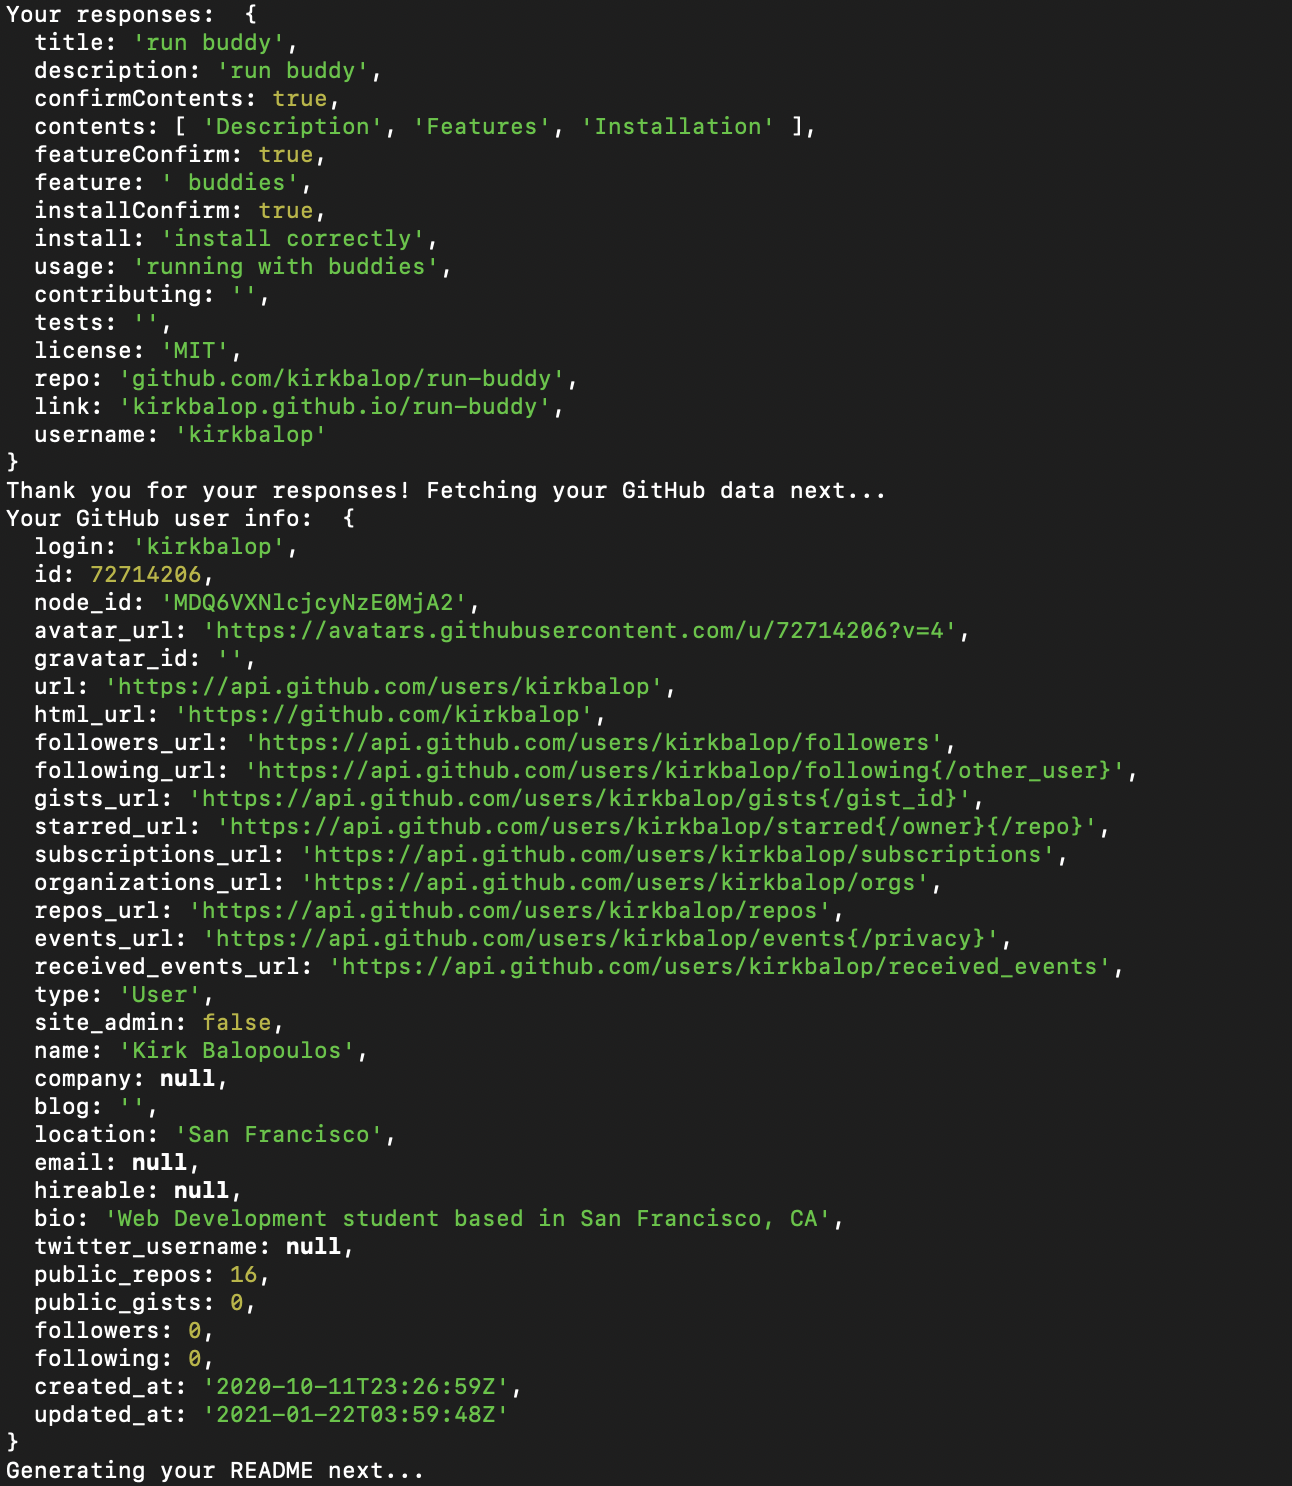 Your responses:  {
  title: 'run buddy',
  description: 'run buddy',
  confirmContents: true,
  contents: [ 'Description', 'Features', 'Installation' ],
  featureConfirm: true,
  feature: ' buddies',
  installConfirm: true,
  install: 'install correctly',
  usage: 'running with buddies',
  contributing: '',
  tests: '',
  license: 'MIT',
  repo: 'github.com/kirkbalop/run-buddy',
  link: 'kirkbalop.github.io/run-buddy',
  username: 'kirkbalop'
}
Thank you for your responses! Fetching your GitHub data next...
Your GitHub user info:  {
  login: 'kirkbalop',
  id: 72714206,
  node_id: 'MDQ6VXNlcjcyNzE0MjA2',
  avatar_url: 'https://avatars.githubusercontent.com/u/72714206?v=4',
  gravatar_id: '',
  url: 'https://api.github.com/users/kirkbalop',
  html_url: 'https://github.com/kirkbalop',
  followers_url: 'https://api.github.com/users/kirkbalop/followers',
  following_url: 'https://api.github.com/users/kirkbalop/following{/other_user}',
  gists_url: 'https://api.github.com/users/kirkbalop/gists{/gist_id}',
  starred_url: 'https://api.github.com/users/kirkbalop/starred{/owner}{/repo}',
  subscriptions_url: 'https://api.github.com/users/kirkbalop/subscriptions',
  organizations_url: 'https://api.github.com/users/kirkbalop/orgs',
  repos_url: 'https://api.github.com/users/kirkbalop/repos',
  events_url: 'https://api.github.com/users/kirkbalop/events{/privacy}',
  received_events_url: 'https://api.github.com/users/kirkbalop/received_events',
  type: 'User',
  site_admin: false,
  name: 'Kirk Balopoulos',
  company: null,
  blog: '',
  location: 'San Francisco',
  email: null,
  hireable: null,
  bio: 'Web Development student based in San Francisco, CA',
  twitter_username: null,
  public_repos: 16,
  public_gists: 0,
  followers: 0,
  following: 0,
  created_at: '2020-10-11T23:26:59Z',
  updated_at: '2021-01-22T03:59:48Z'
}
Generating your README next...